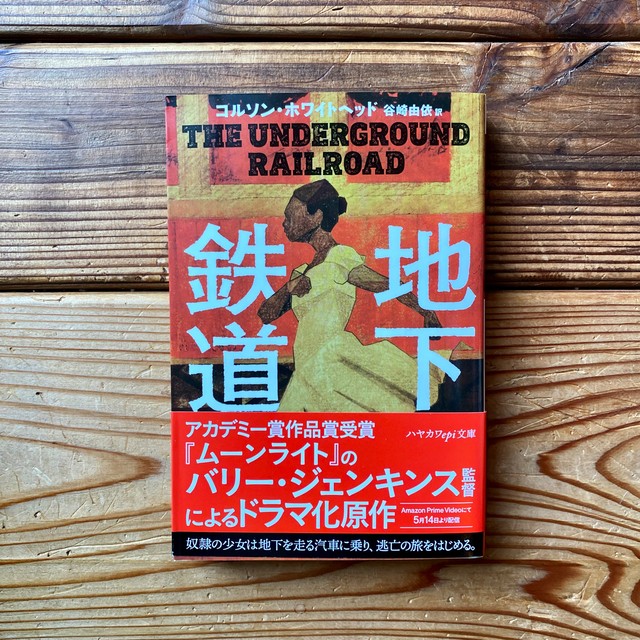 コルソン・ホワイトヘッド 谷崎由依 訳
THE UNDERGROUND
RAILROAD
地下
鉄道
アカデミー賞作品賞受賞
『ムーンライト』の
バリー・ジェンキンス監督
によるドラマ化原作
ハヤカワepi文庫
Amazon Prime Videoにて
5月14日より配信
奴隷の少女は地下を走る汽車に乗り、逃亡の旅をはじめる。